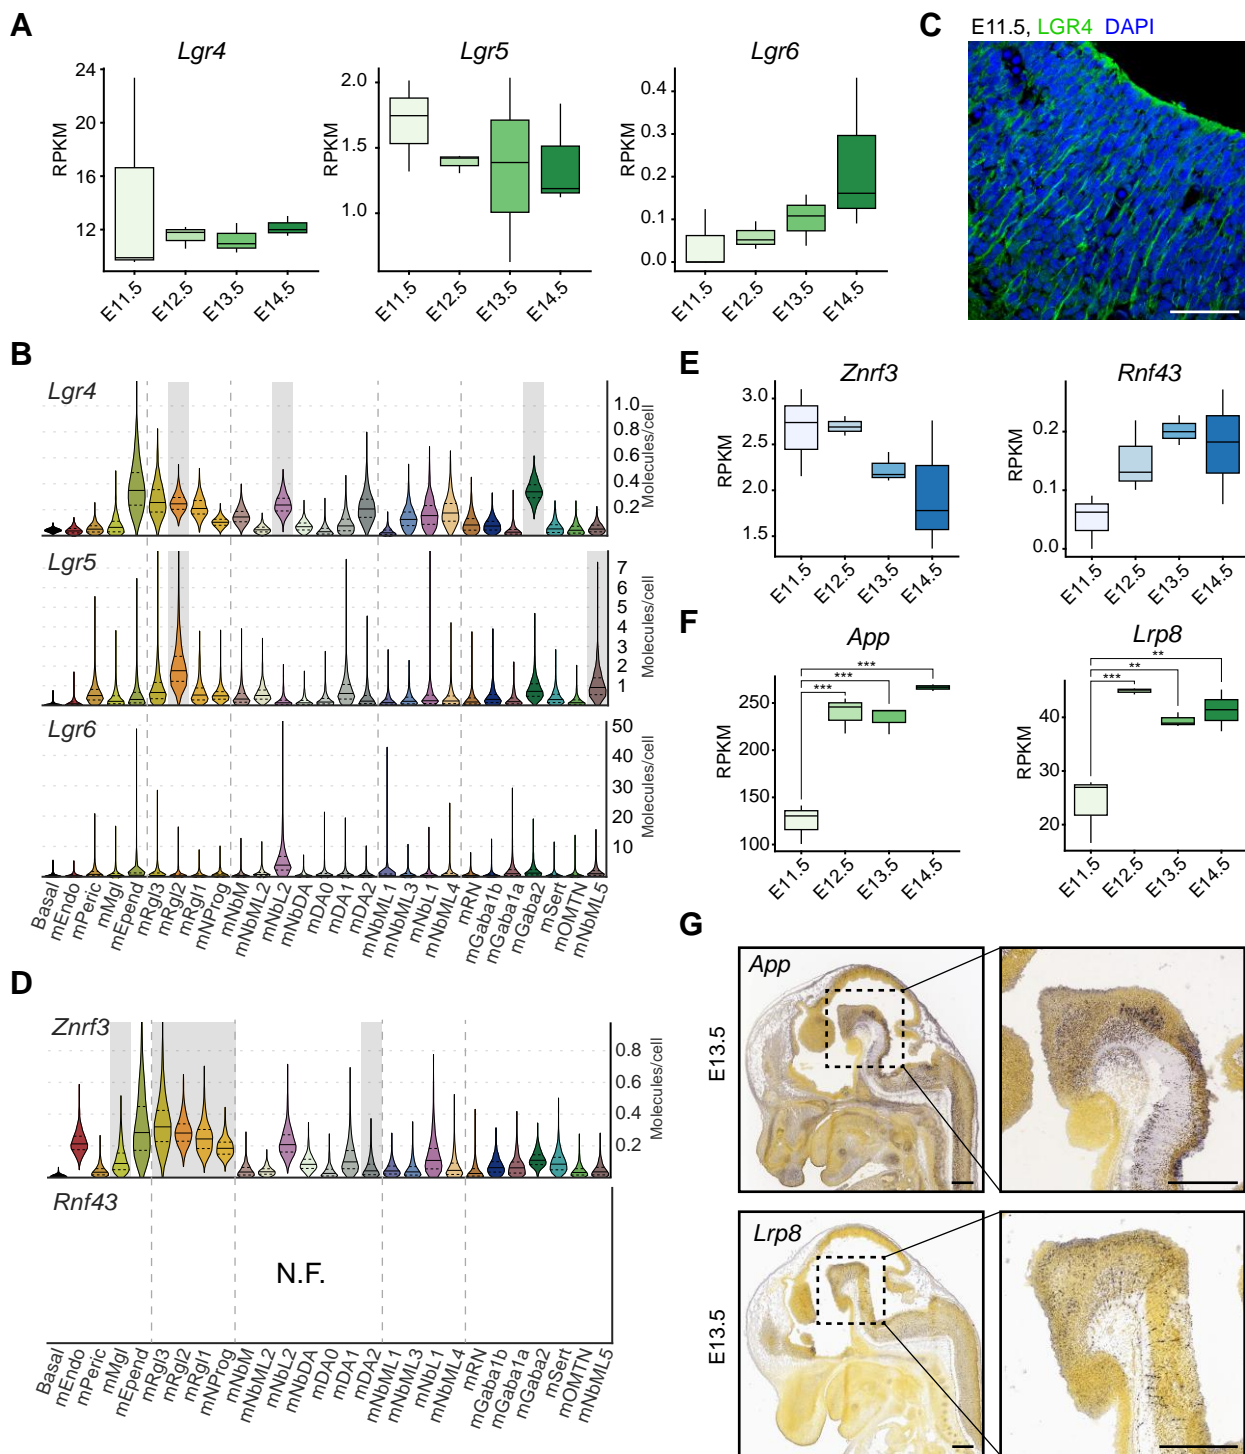 A
Lgr4
RPKM
24
20
16
12
E11.5
E12.5
E13.5
E14.5
Lgr5
RPKM
2.0
1.5
1.0
E11.5
E12.5
E13.5
E14.5
Lgr6
RPKM
0.4
0.3
0.2
0.1
0.0
E11.5
E12.5
E13.5
E14.5
C
E11.5, LGR4 DAPI
B
Lgr4
1.0
0.8
0.6
0.4
0.2
Molecules/cell
Lgr5
7
6
5
4
3
2
1
Molecules/cell
Lgr6
50
40
30
20
10
Molecules/cell
Basal
mEndo
mPeric
mMgl
mEpend
mRgl3
mRgl2
mRgl1
mNProg
mNbM
mNbML2
mNbL2
mNbDA
mDA0
mDA1
mDA2
mNbML1
mNbML3
mNbL1
mNbML4
mRN
mGaba1b
mGaba1a
mGaba2
mSert
mOMTN
mNbML5
D
Znrf3
0.8
0.6
0.4
0.2
Molecules/cell
Rnf43
N.F.
Basal
mEndo
mPeric
mMgl
mEpend
mRgl3
mRgl2
mRgl1
mNProg
mNbM
mNbML2
mNbL2
mNbDA
mDA0
mDA1
mDA2
mNbML1
mNbML3
mNbL1
mNbML4
mRN
mGaba1b
mGaba1a
mGaba2
mSert
mOMTN
mNbML5
E
Znrf3
RPKM
3.0
2.5
2.0
1.5
E11.5
E12.5
E13.5
E14.5
Rnf43
RPKM
0.2
0.1
0.0
E11.5
E12.5
E13.5
E14.5
F
App
RPKM
250
200
150
100
***
***
***
E11.5
E12.5
E13.5
E14.5
Lrp8
RPKM
40
30
20
**
**
***
E11.5
E12.5
E13.5
E14.5
G
App
E13.5
Lrp8
E13.5